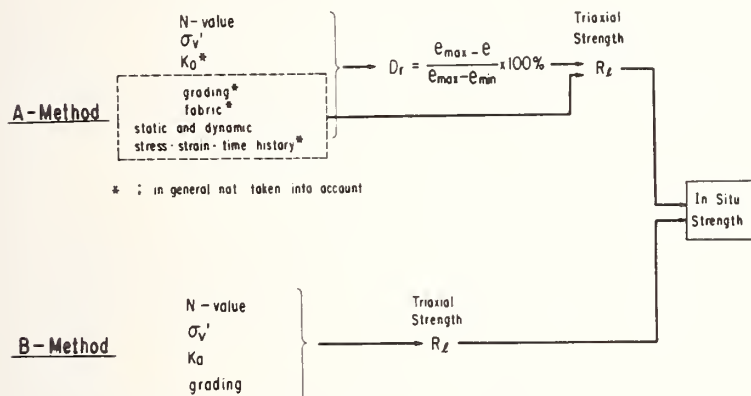 N-value
σv'
Ko*
Dr = (emax - e)/(emax-emin) x100%
Triaxial
Strength
Rℓ
A-Method
grading*
fabric*
static and dynamic
stress-strain-time history*
* ; in general not taken into account
In Situ
Strength
B-Method
N-value
σv'
Ko
grading
Triaxial
Strength
Rℓ